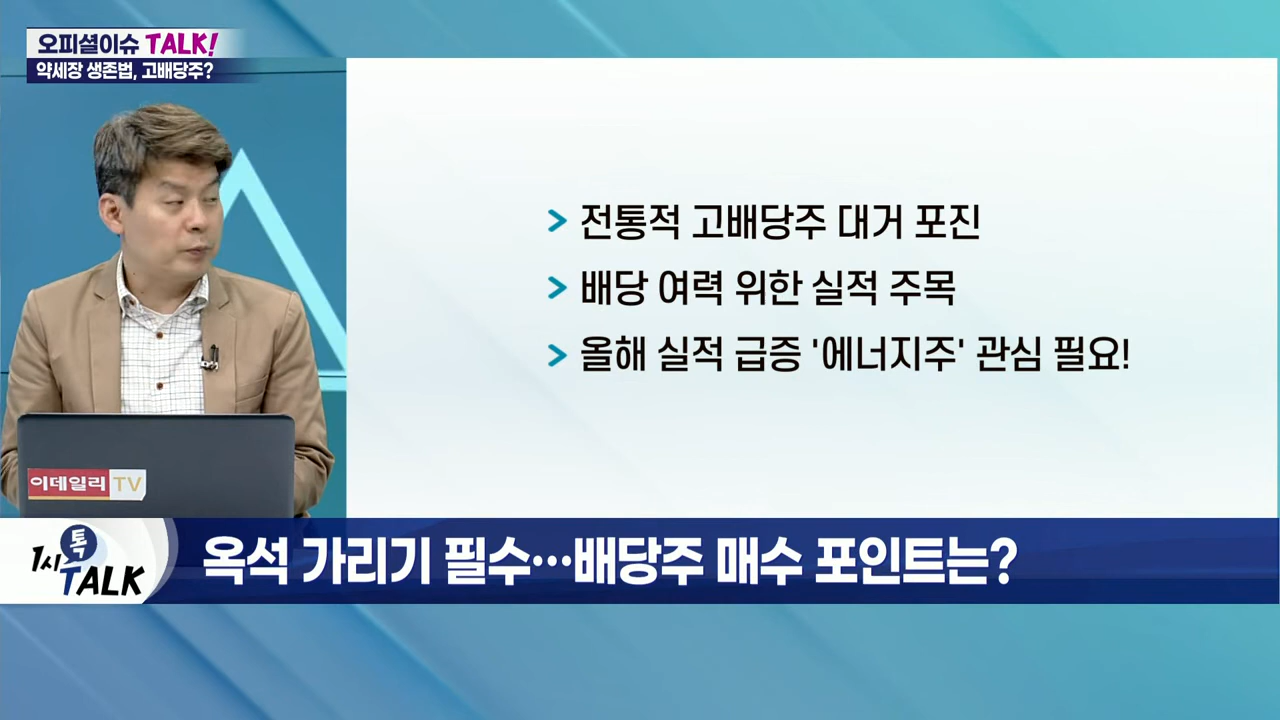 오피셜이슈 TALK!
약세장 생존법, 고배당주?
> 전통적 고배당주 대거 포진
> 배당 여력 위한 실적 주목
> 올해 실적 급증 '에너지주' 관심 필요!
이데일리 TV
1시 톡 TALK
옥석 가리기 필수…배당주 매수 포인트는?